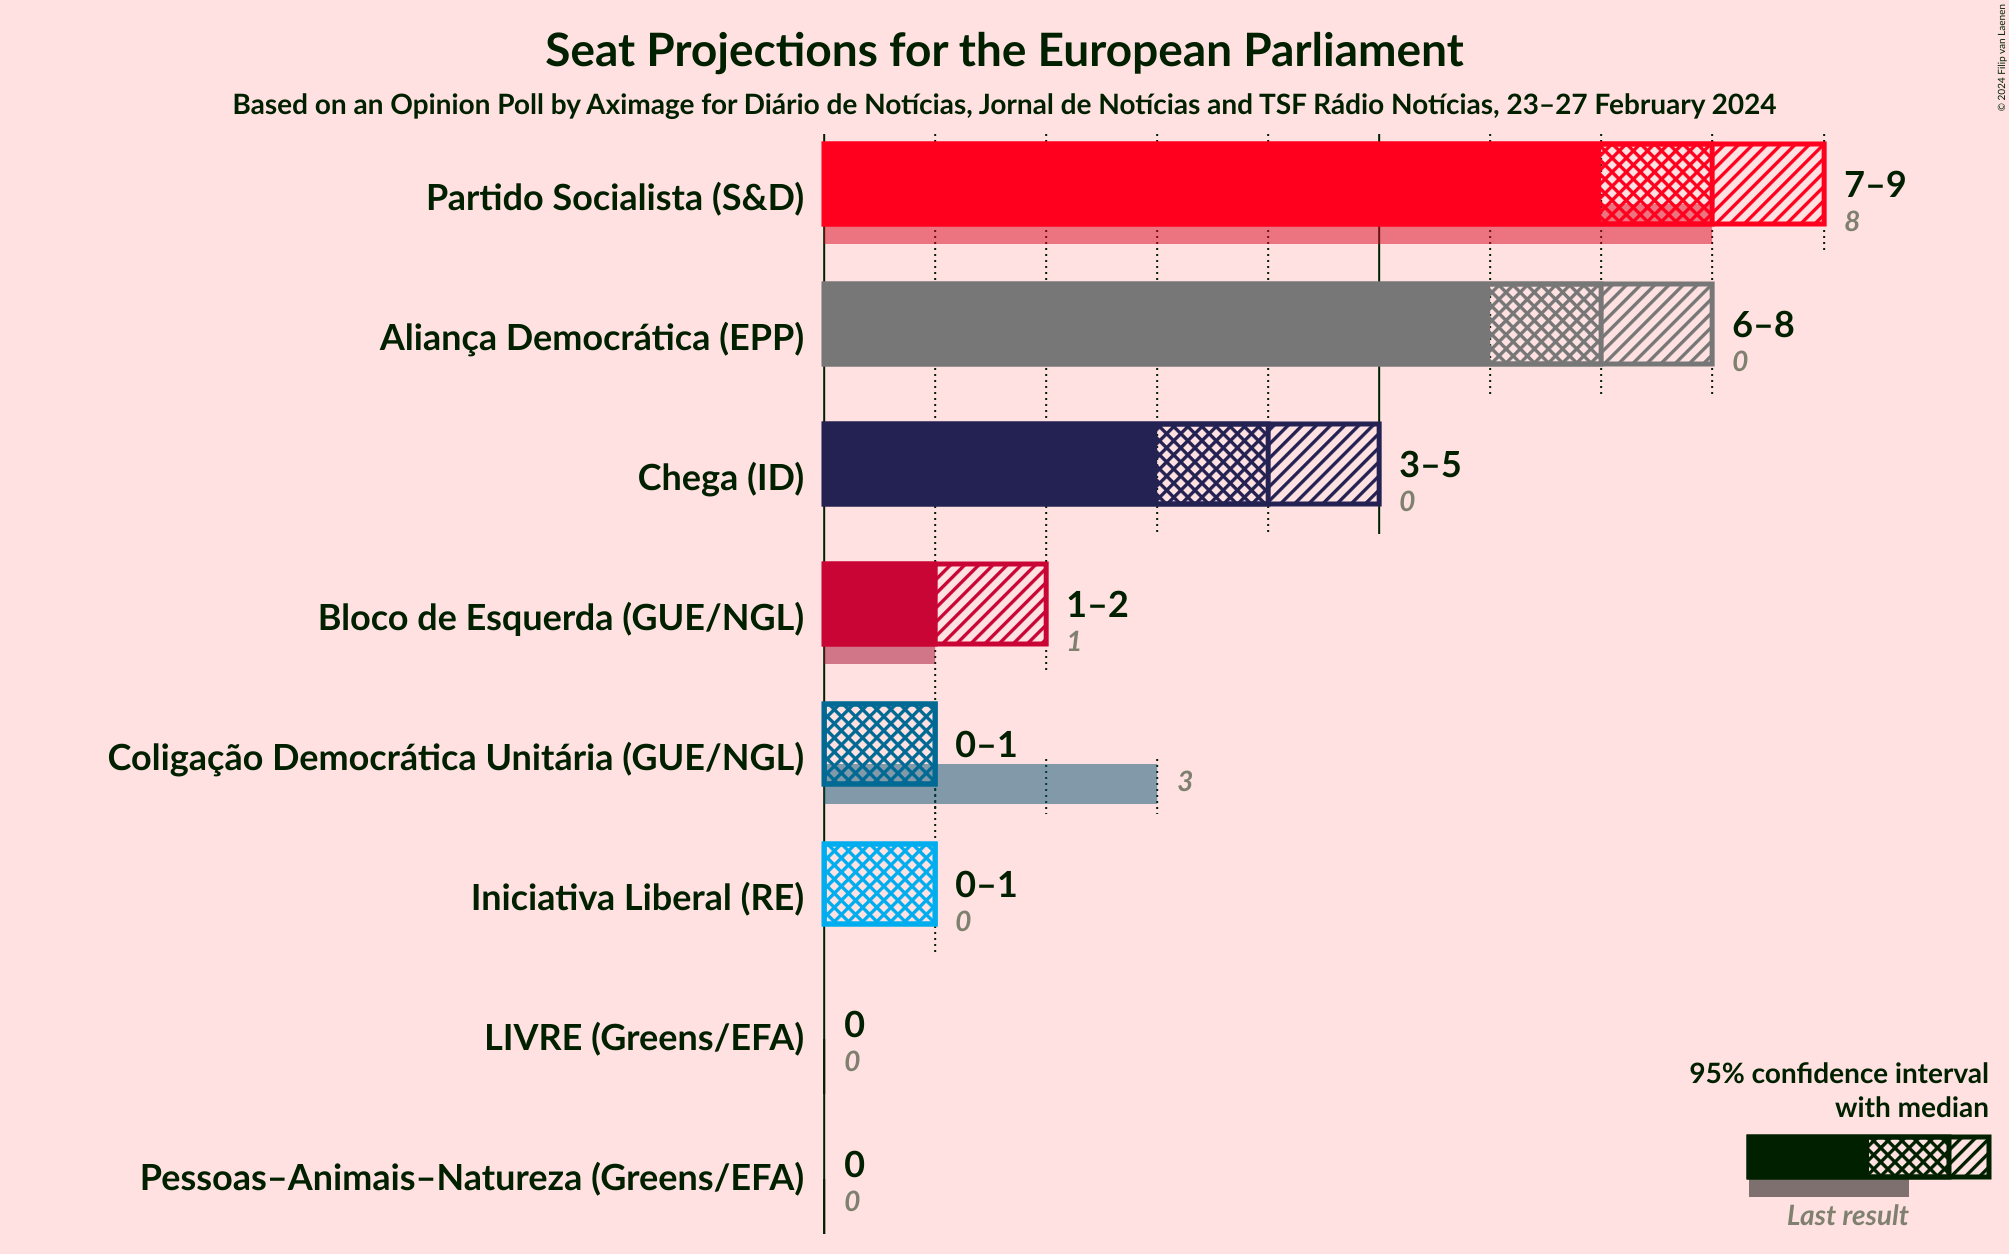 Seat Projections for the European Parliament
Based on an Opinion Poll by Aximage for Diário de Notícias, Jornal de Notícias and TSF Rádio Notícias, 23–27 February 2024
© 2024 Filip van Laenen
Partido Socialista (S&D)
7–9
8
Aliança Democrática (EPP)
6–8
0
Chega (ID)
3–5
0
Bloco de Esquerda (GUE/NGL)
1–2
1
Coligação Democrática Unitária (GUE/NGL)
0–1
3
Iniciativa Liberal (RE)
0–1
0
LIVRE (Greens/EFA)
0
0
Pessoas–Animais–Natureza (Greens/EFA)
0
0
95% confidence interval
with median
Last result